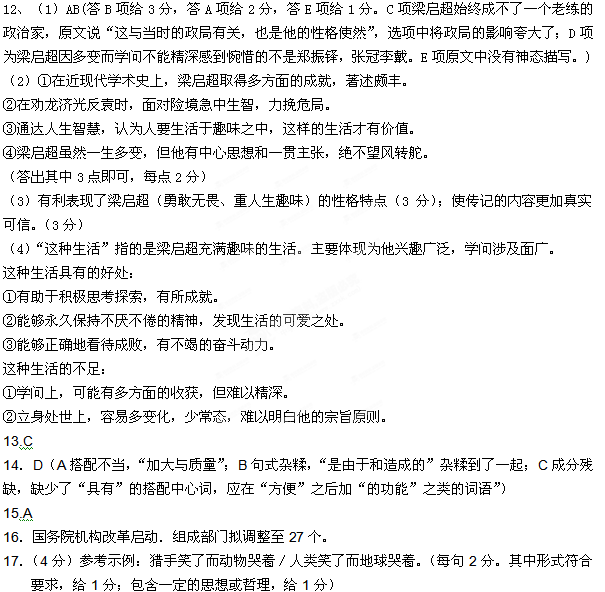 12、（1）AB(答 B 项给 3 分，答 A 项给 2 分，答 E 项给 1 分。C 项梁启超始终成不了一个老练的
政治家，原文说“这与当时的政局有关，也是他的性格使然”，选项中将政局的影响夸大了；D 项
为梁启超因多变而学问不能精深感到惋惜的不是郑振铎，张冠李戴。E 项原文中没有神态描写。)
（2）①在近现代学术史上，梁启超取得多方面的成就，著述颇丰。
②在劝龙济光反袁时，面对险境急中生智，力挽危局。
③通达人生智慧，认为人要生活于趣味之中，这样的生活才有价值。
④梁启超虽然一生多变，但他有中心思想和一贯主张，绝不望风转舵。
（答出其中 3 点即可，每点 2 分）
（3）有利表现了梁启超（勇敢无畏、重人生趣味）的性格特点（3 分）；使传记的内容更加真实
可信。（3 分）
（4）“这种生活”指的是梁启超充满趣味的生活。主要体现为他兴趣广泛，学问涉及面广。
这种生活具有的好处：
①有助于积极思考探索，有所成就。
②能够永久保持不厌不倦的精神，发现生活的可爱之处。
③能够正确地看待成败，有不竭的奋斗动力。
这种生活的不足：
①学问上，可能有多方面的收获，但难以精深。
②立身处世上，容易多变化，少常态，难以明白他的宗旨原则。
13.C
14．D（A 搭配不当，“加大与质量”；B 句式杂糅，“是由于和造成的”杂糅到了一起；C 成分残
缺，缺少了“具有”的搭配中心词，应在“方便”之后加“的功能”之类的词语”）
15.A
16．国务院机构改革启动．组成部门拟调整至 27 个。
17．（4 分）参考示例：猎手笑了而动物哭着 / 人类笑了而地球哭着。（每句 2 分。其中形式符合
要求，给 1 分；包含一定的思想或哲理，给 1 分）